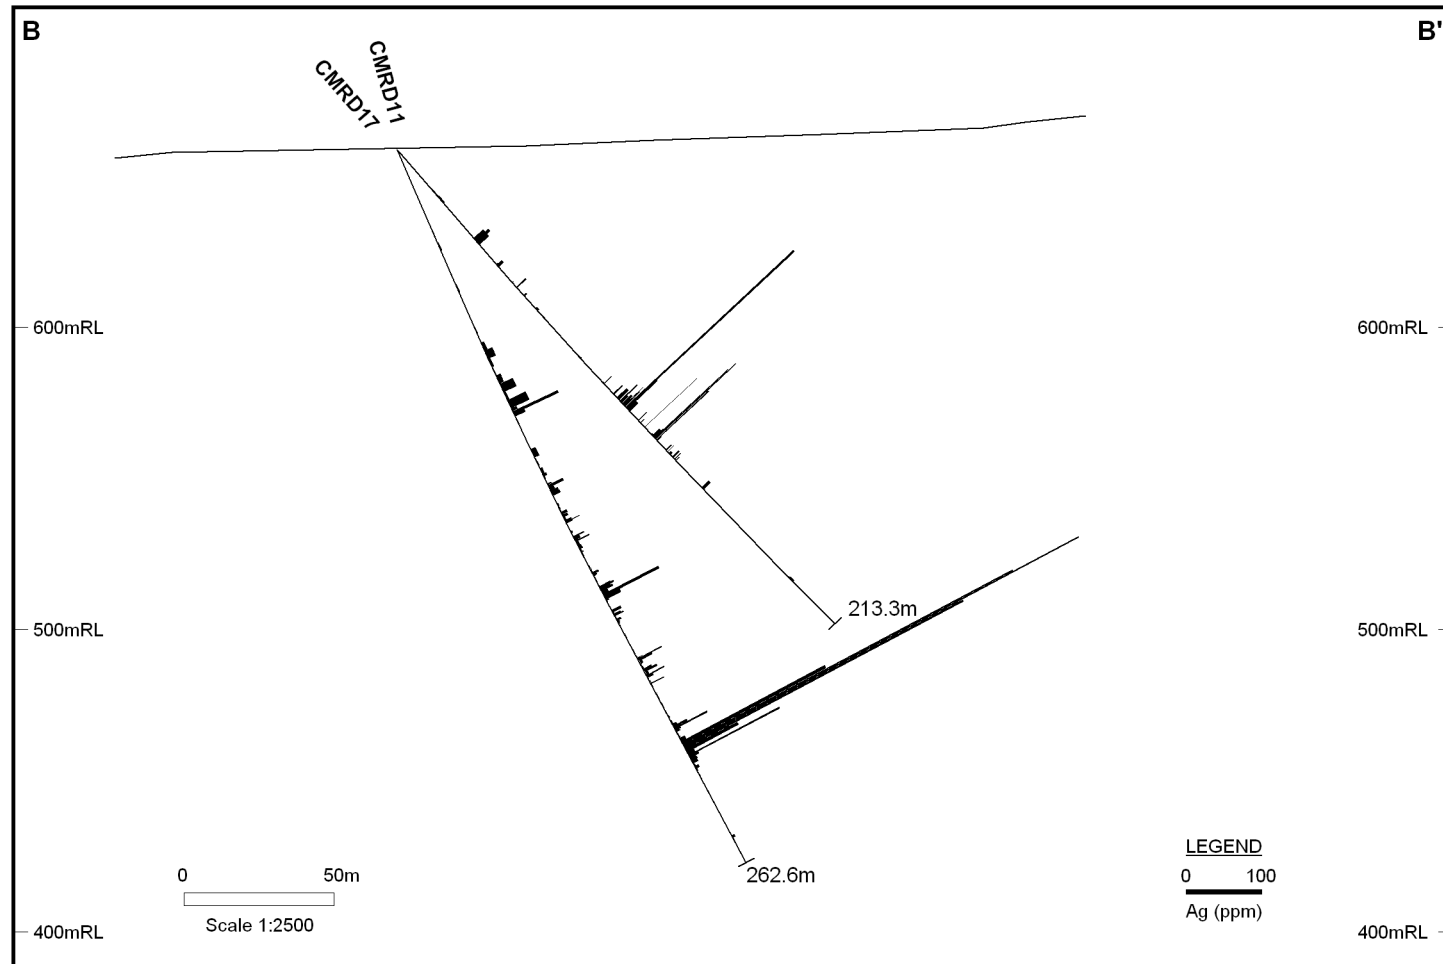 B
B'
CMRD17
CMRD11
600mRL
600mRL
213.3m
500mRL
500mRL
262.6m
0 50m
Scale 1:2500
LEGEND
0 100
Ag (ppm)
400mRL
400mRL